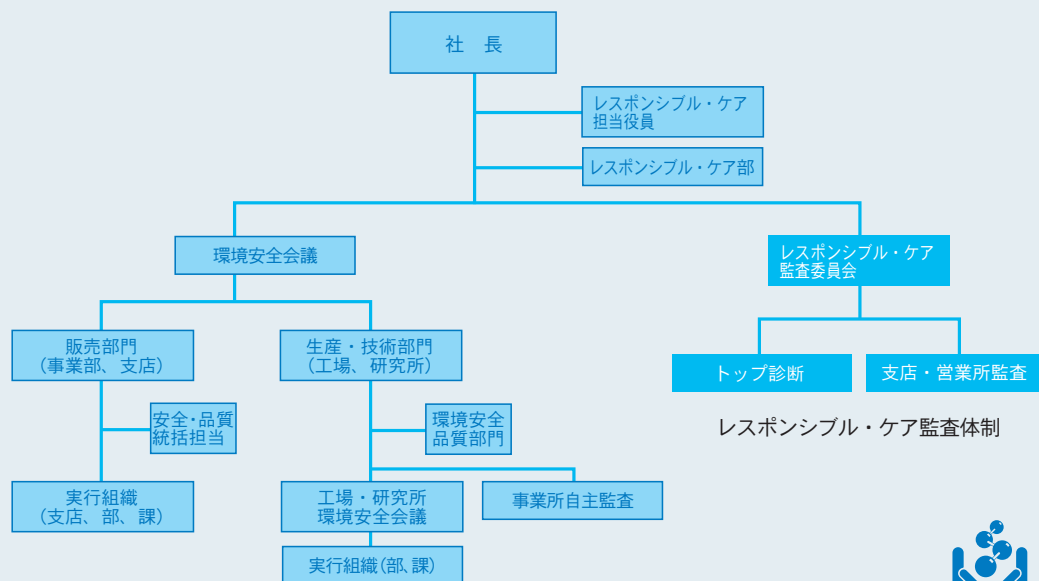 社　長
レスポンシブル・ケア
担当役員
レスポンシブル・ケア部
環境安全会議
レスポンシブル・ケア
監査委員会
販売部門
（事業部、支店）
生産・技術部門
（工場、研究所）
トップ診断
支店・営業所監査
安全・品質
統括担当
環境安全
品質部門
レスポンシブル・ケア監査体制
実行組織
（支店、部、課）
工場・研究所
環境安全会議
事業所自主監査
実行組織（部、課）